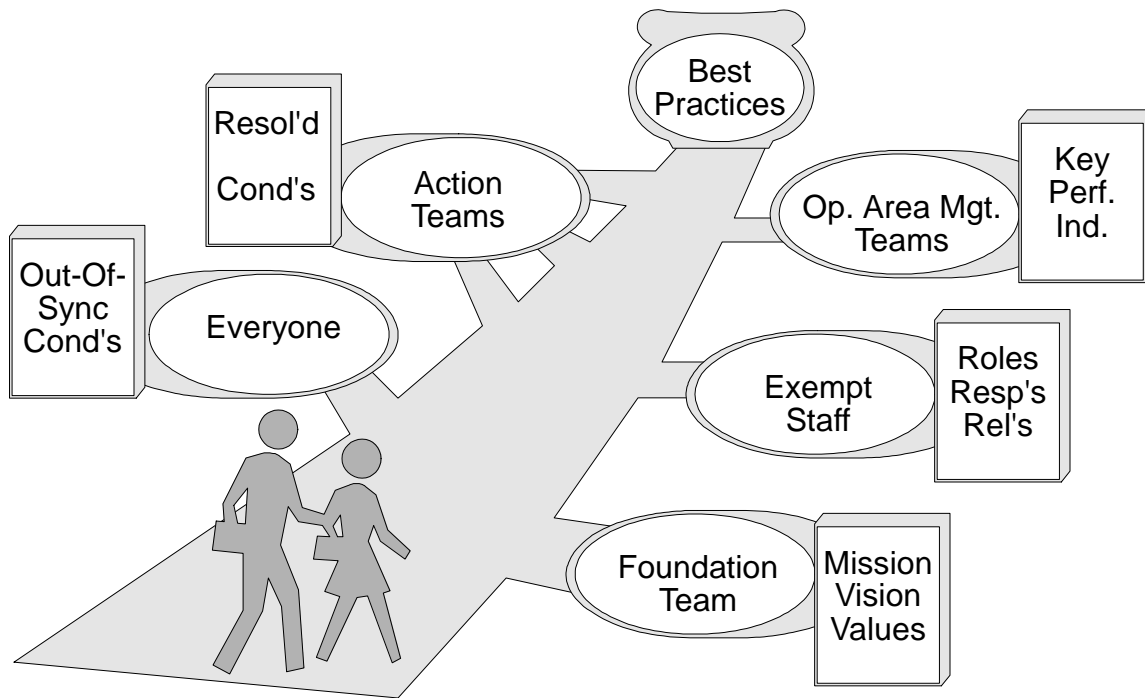 Best
Practices
Resol'd
Cond's
Action
Teams
Key
Perf.
Ind.
Op. Area Mgt.
Teams
Out-Of-
Sync
Cond's
Everyone
Exempt
Staff
Roles
Resp's
Rel's
Foundation
Team
Mission
Vision
Values